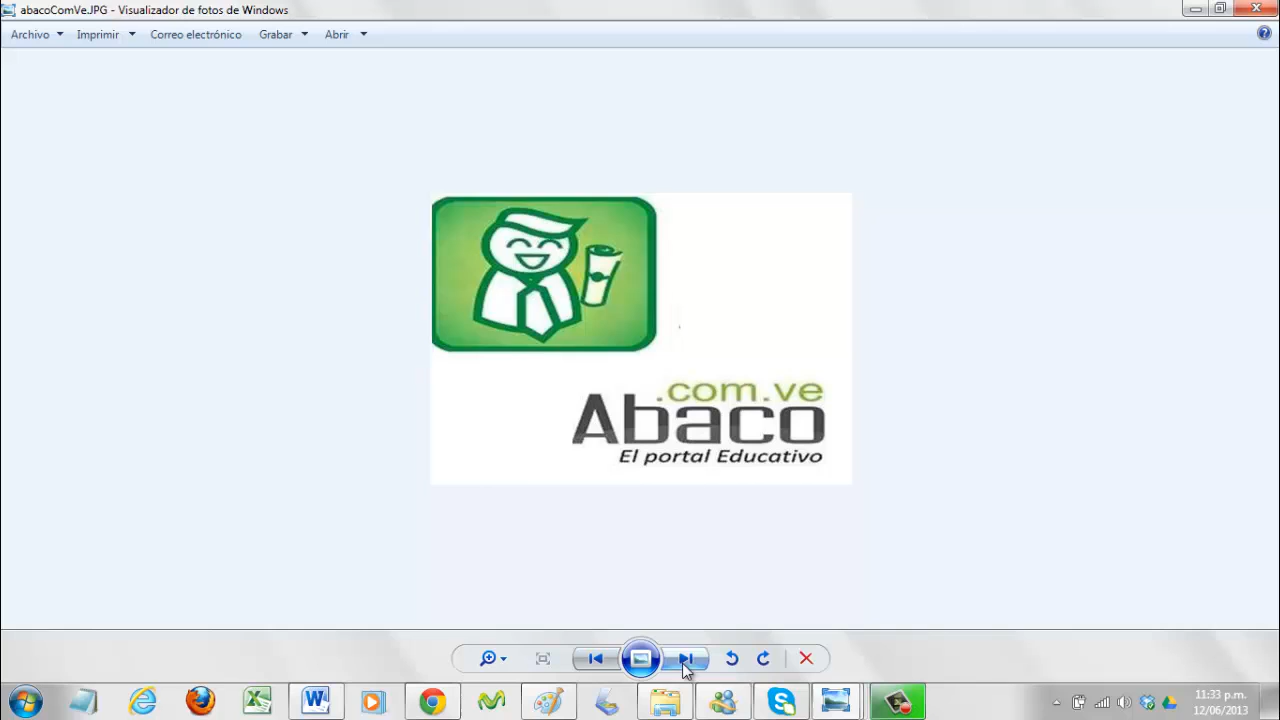 abacoComVe.JPG - Visualizador de fotos de Windows
Archivo Imprimir Correo electrónico Grabar Abrir
.com.ve
Abaco
El portal Educativo
11:33 p.m.
12/06/2013